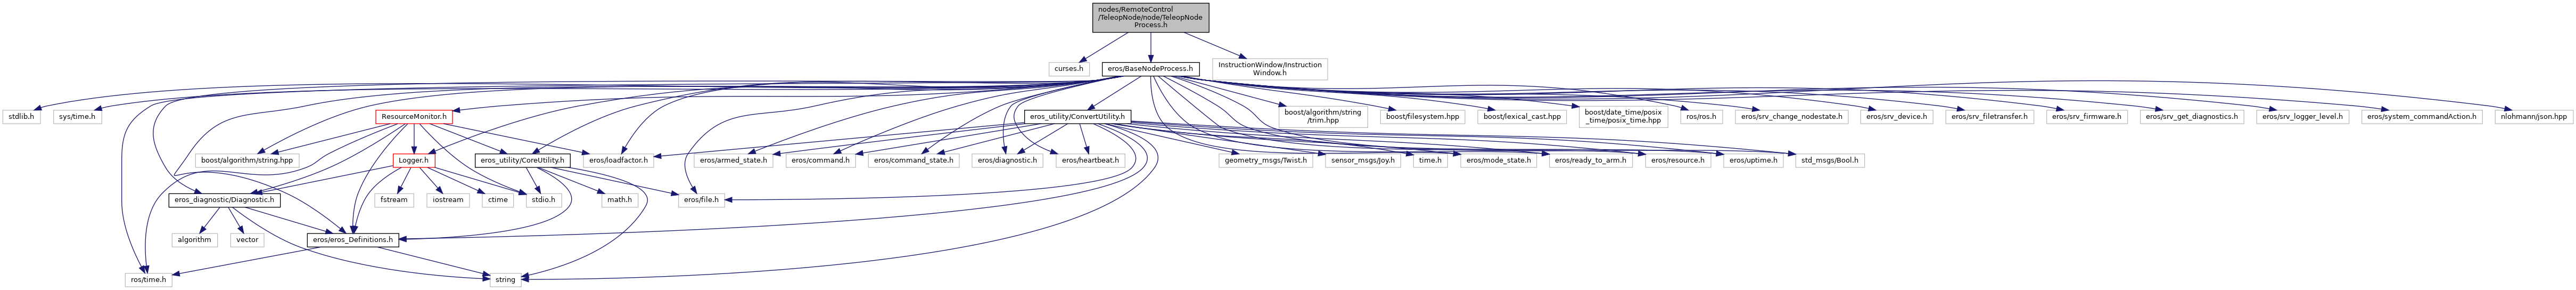 nodes/RemoteControl
/TeleopNode/node/TeleopNode
Process.h
curses.h
eros/BaseNodeProcess.h
InstructionWindow/Instruction
Window.h
stdlib.h
sys/time.h
ResourceMonitor.h
eros_utility/ConvertUtility.h
boost/algorithm/string
/trim.hpp
boost/filesystem.hpp
boost/lexical_cast.hpp
boost/date_time/posix
_time/posix_time.hpp
ros/ros.h
eros/srv_change_nodestate.h
eros/srv_device.h
eros/srv_filetransfer.h
eros/srv_firmware.h
eros/srv_get_diagnostics.h
eros/srv_logger_level.h
eros/system_commandAction.h
nlohmann/json.hpp
boost/algorithm/string.hpp
Logger.h
eros_utility/CoreUtility.h
eros/loadfactor.h
eros/armed_state.h
eros/command.h
eros/command_state.h
eros/diagnostic.h
eros/heartbeat.h
geometry_msgs/Twist.h
sensor_msgs/Joy.h
time.h
eros/mode_state.h
eros/ready_to_arm.h
eros/resource.h
eros/uptime.h
std_msgs/Bool.h
eros_diagnostic/Diagnostic.h
fstream
iostream
ctime
stdio.h
math.h
eros/file.h
algorithm
vector
eros/eros_Definitions.h
ros/time.h
string